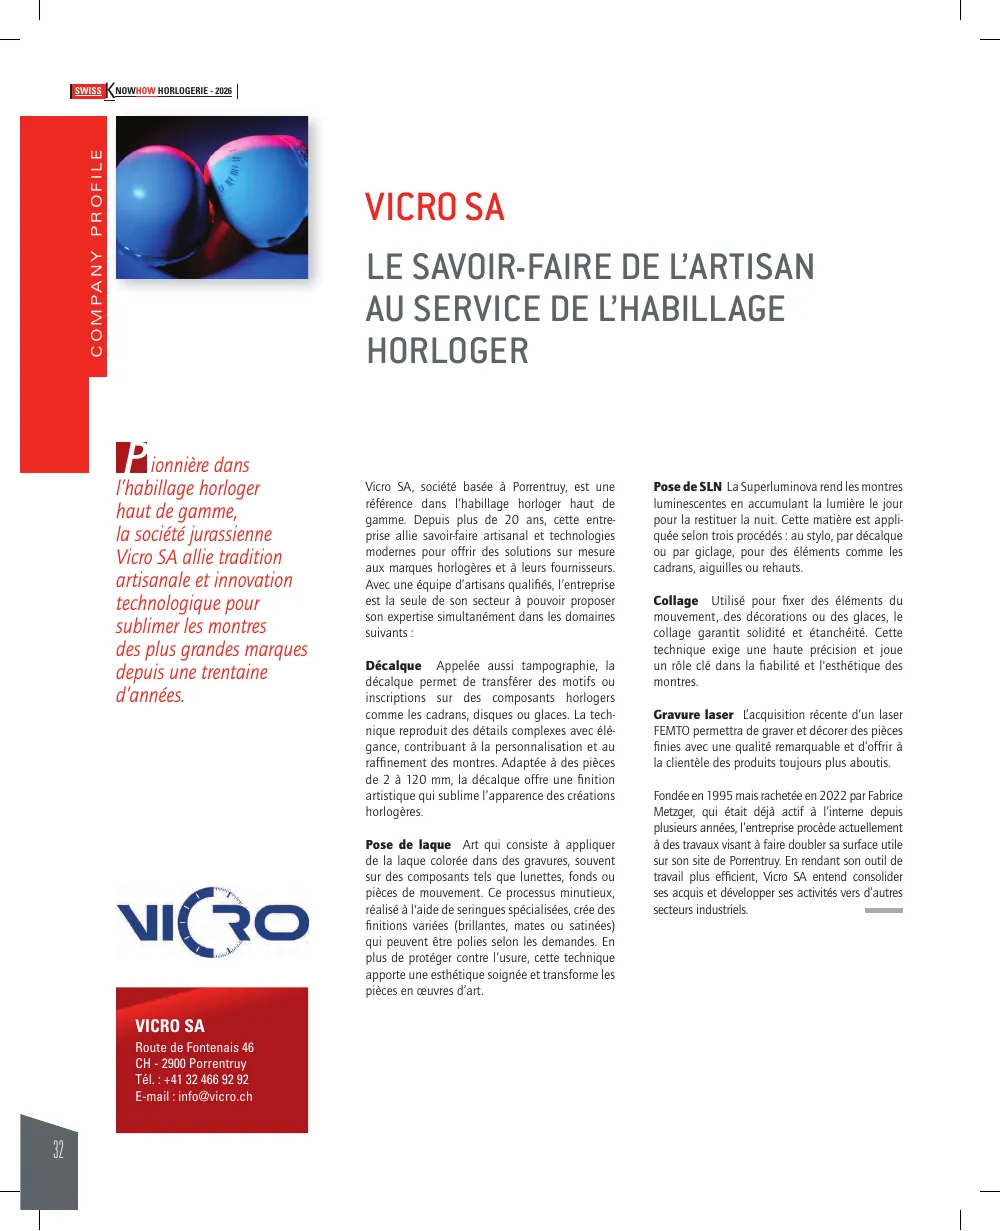 SWISS KNOWHOW HORLOGERIE - 2026
COMPANY PROFILE
VICRO SA
LE SAVOIR-FAIRE DE L’ARTISAN
AU SERVICE DE L’HABILLAGE
HORLOGER
Pionnière dans
l’habillage horloger
haut de gamme,
la société jurassienne
Vicro SA allie tradition
artisanale et innovation
technologique pour
sublimer les montres
des plus grandes marques
depuis une trentaine
d’années.
Vicro SA, société basée à Porrentruy, est une
référence dans l’habillage horloger haut de
gamme. Depuis plus de 20 ans, cette entre-
prise allie savoir-faire artisanal et technologies
modernes pour offrir des solutions sur mesure
aux marques horlogères et à leurs fournisseurs.
Avec une équipe d’artisans qualifiés, l’entreprise
est la seule de son secteur à pouvoir proposer
son expertise simultanément dans les domaines
suivants :
Décalque Appelée aussi tampographie, la
décalque permet de transférer des motifs ou
inscriptions sur des composants horlogers
comme les cadrans, disques ou glaces. La tech-
nique reproduit des détails complexes avec élé-
gance, contribuant à la personnalisation et au
raffinement des montres. Adaptée à des pièces
de 2 à 120 mm, la décalque offre une finition
artistique qui sublime l’apparence des créations
horlogères.
Pose de laque Art qui consiste à appliquer
de la laque colorée dans des gravures, souvent
sur des composants tels que lunettes, fonds ou
pièces de mouvement. Ce processus minutieux,
réalisé à l'aide de seringues spécialisées, crée des
finitions variées (brillantes, mates ou satinées)
qui peuvent être polies selon les demandes. En
plus de protéger contre l’usure, cette technique
apporte une esthétique soignée et transforme les
pièces en œuvres d’art.
Pose de SLN La Superluminova rend les montres
luminescentes en accumulant la lumière le jour
pour la restituer la nuit. Cette matière est appli-
quée selon trois procédés : au stylo, par décalque
ou par giclage, pour des éléments comme les
cadrans, aiguilles ou rehauts.
Collage Utilisé pour fixer des éléments du
mouvement, des décorations ou des glaces, le
collage garantit solidité et étanchéité. Cette
technique exige une haute précision et joue
un rôle clé dans la fiabilité et l'esthétique des
montres.
Gravure laser L’acquisition récente d’un laser
FEMTO permettra de graver et décorer des pièces
finies avec une qualité remarquable et d’offrir à
la clientèle des produits toujours plus aboutis.
Fondée en 1995 mais rachetée en 2022 par Fabrice
Metzger, qui était déjà actif à l’interne depuis
plusieurs années, l’entreprise procède actuellement
à des travaux visant à faire doubler sa surface utile
sur son site de Porrentruy. En rendant son outil de
travail plus efficient, Vicro SA entend consolider
ses acquis et développer ses activités vers d’autres
secteurs industriels.
VICRO
VICRO SA
Route de Fontenais 46
CH - 2900 Porrentruy
Tél. : +41 32 466 92 92
E-mail : info@vicro.ch
32